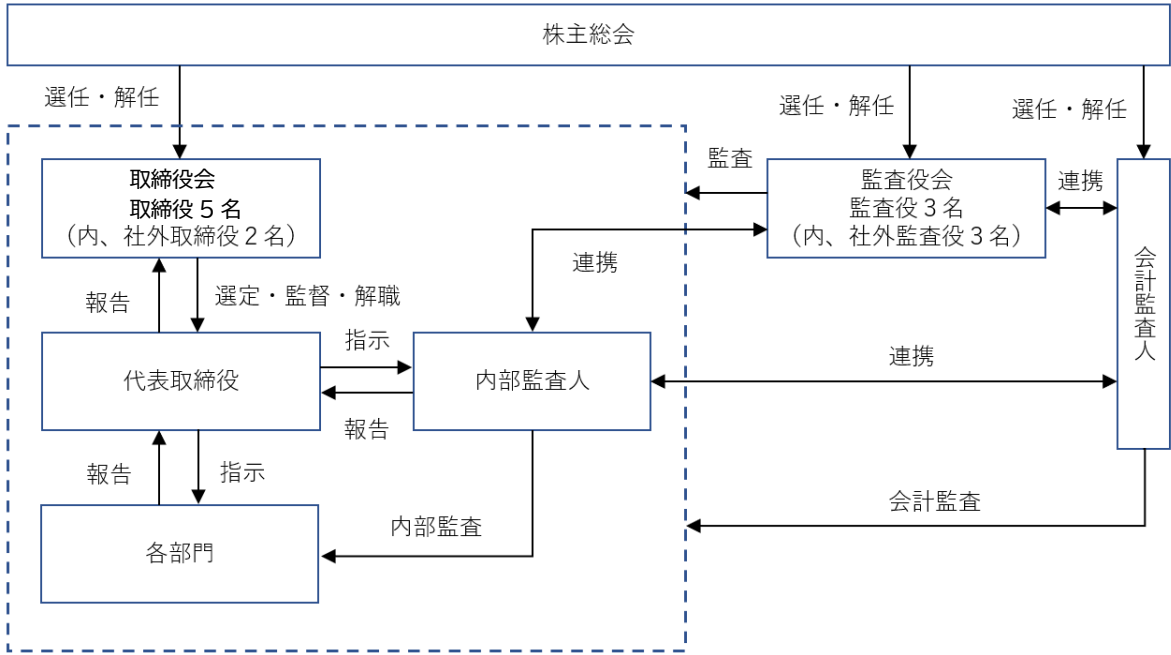 株主総会
選任・解任
選任・解任
選任・解任
取締役会
取締役５名
（内、社外取締役２名）
監査
監査役会
監査役３名
（内、社外監査役３名）
連携
会計監査人
連携
報告
選定・監督・解職
代表取締役
指示
報告
内部監査人
連携
報告
指示
会計監査
内部監査
各部門